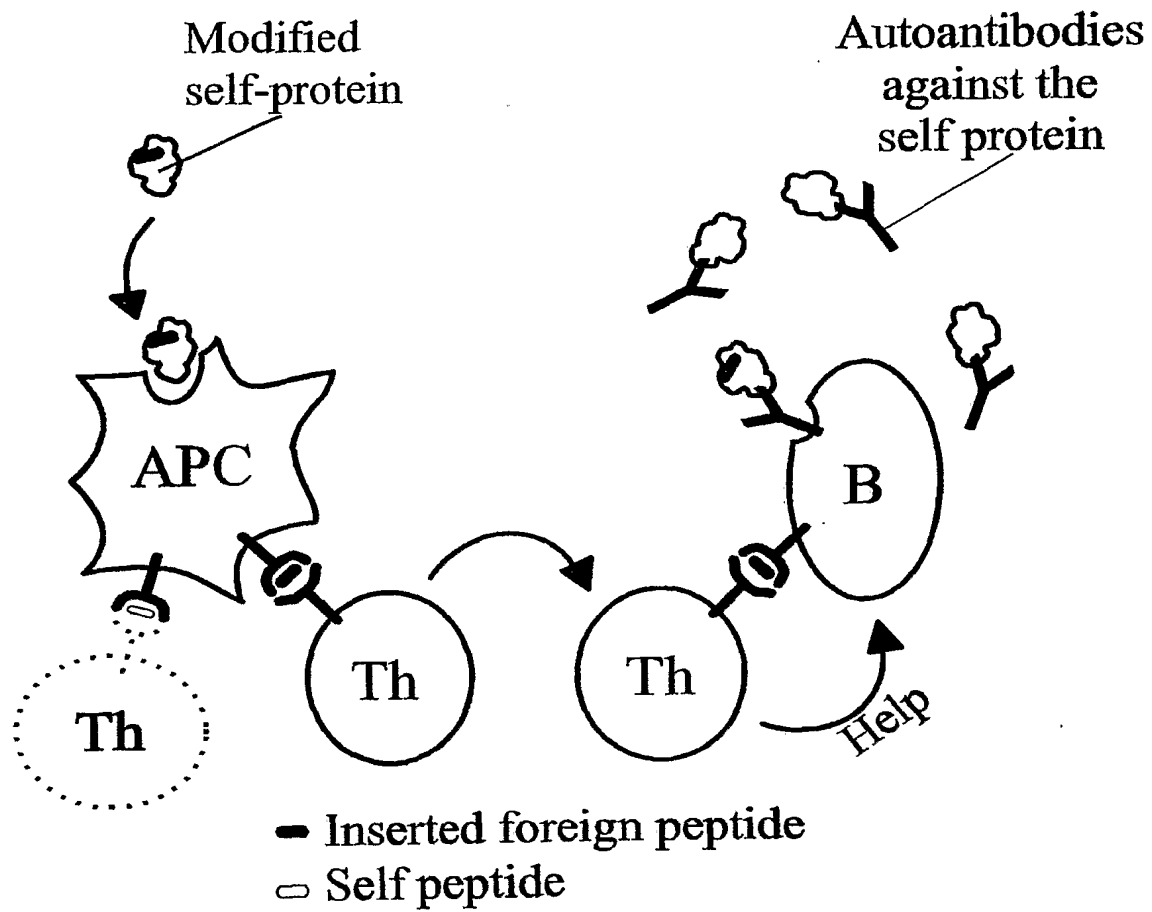 Modified
self-protein
Autoantibodies
against the
self protein
APC
B
Th
Th
Th
Help
Inserted foreign peptide
Self peptide